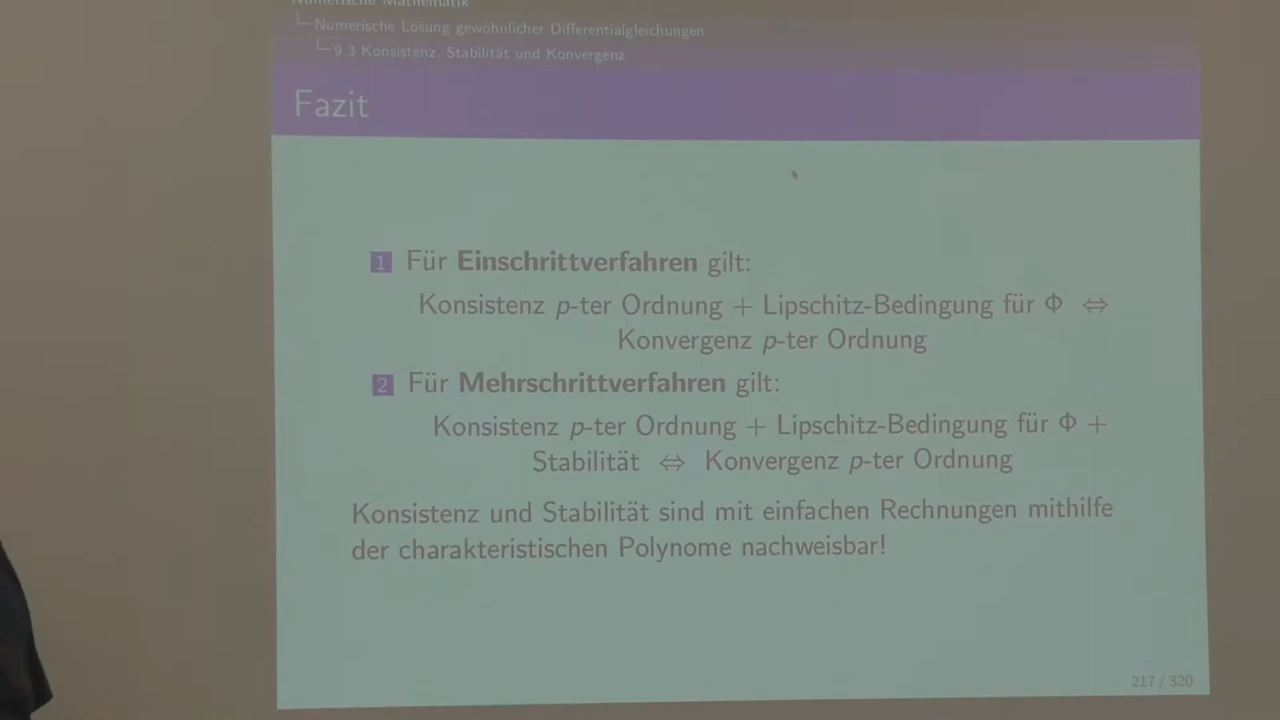 Numerische Mathematik
Numerische Lösung gewöhnlicher Differentialgleichungen
9.3 Konsistenz, Stabilität und Konvergenz
Fazit
1 Für Einschrittverfahren gilt:
Konsistenz p-ter Ordnung + Lipschitz-Bedingung für Φ ⇔
Konvergenz p-ter Ordnung
2 Für Mehrschrittverfahren gilt:
Konsistenz p-ter Ordnung + Lipschitz-Bedingung für Φ +
Stabilität ⇔ Konvergenz p-ter Ordnung
Konsistenz und Stabilität sind mit einfachen Rechnungen mithilfe
der charakteristischen Polynome nachweisbar!
217 / 320